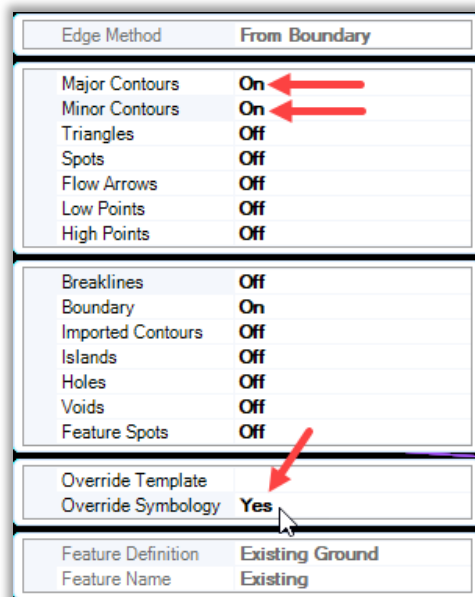 Edge Method From Boundary
Major Contours On
Minor Contours On
Triangles Off
Spots Off
Flow Arrows Off
Low Points Off
High Points Off
Breaklines Off
Boundary On
Imported Contours Off
Islands Off
Holes Off
Voids Off
Feature Spots Off
Override Template
Override Symbology Yes
Feature Definition Existing Ground
Feature Name Existing